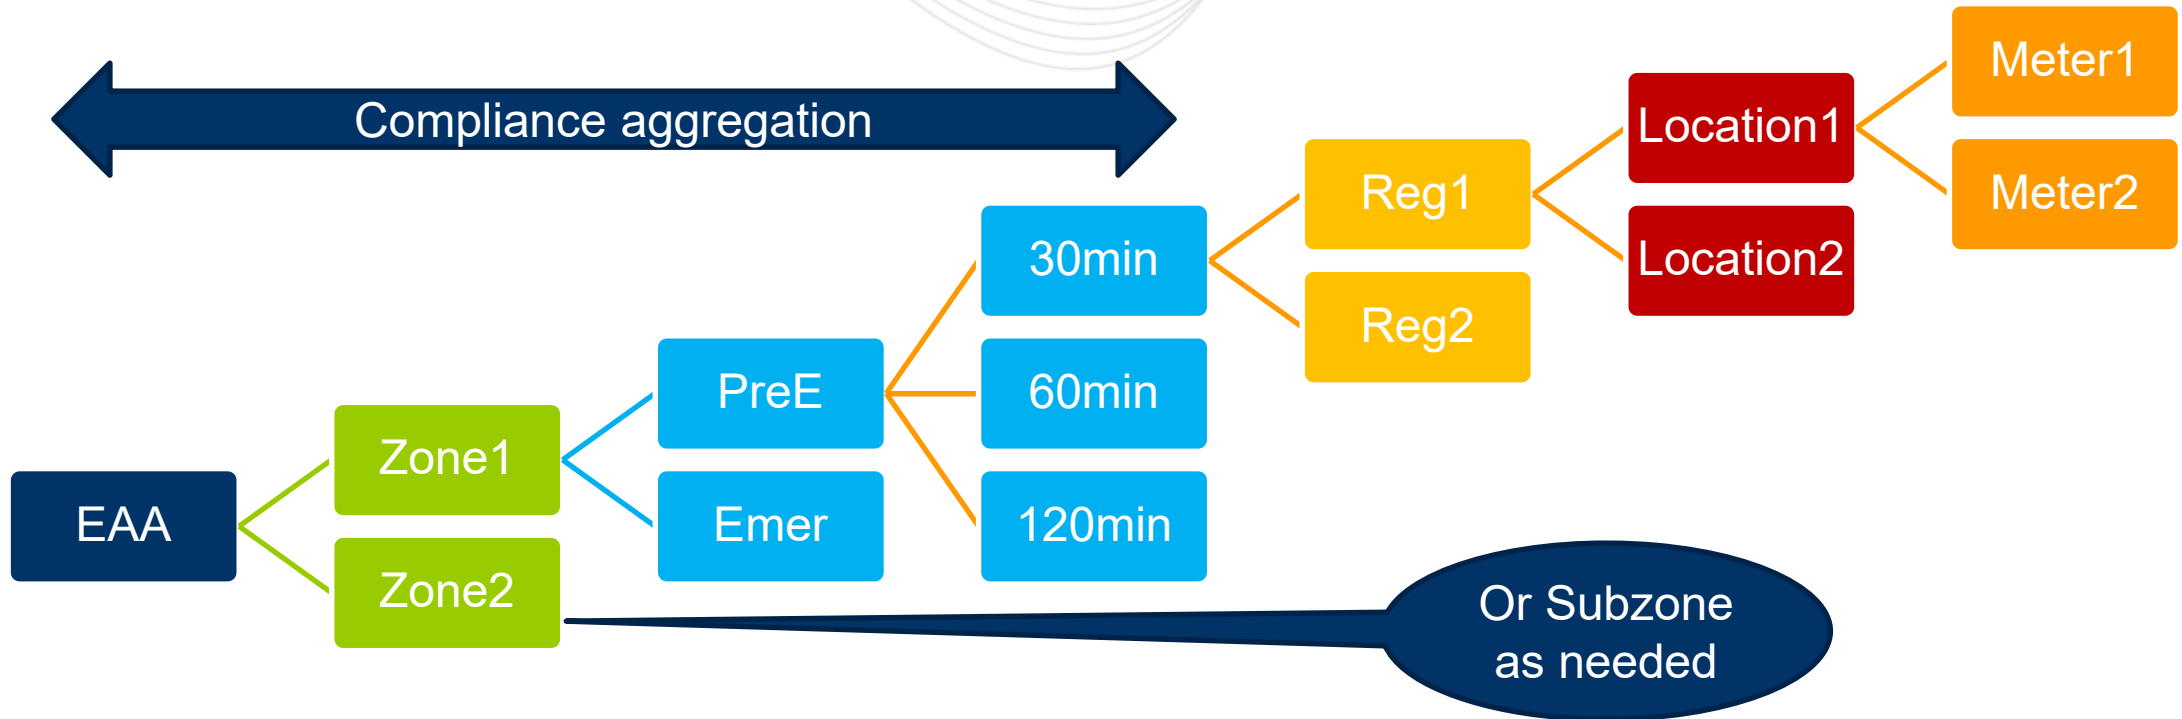 Compliance aggregation
EAA
Zone1
Zone2
PreE
Emer
30min
60min
120min
Reg1
Reg2
Location1
Location2
Meter1
Meter2
Or Subzone
as needed